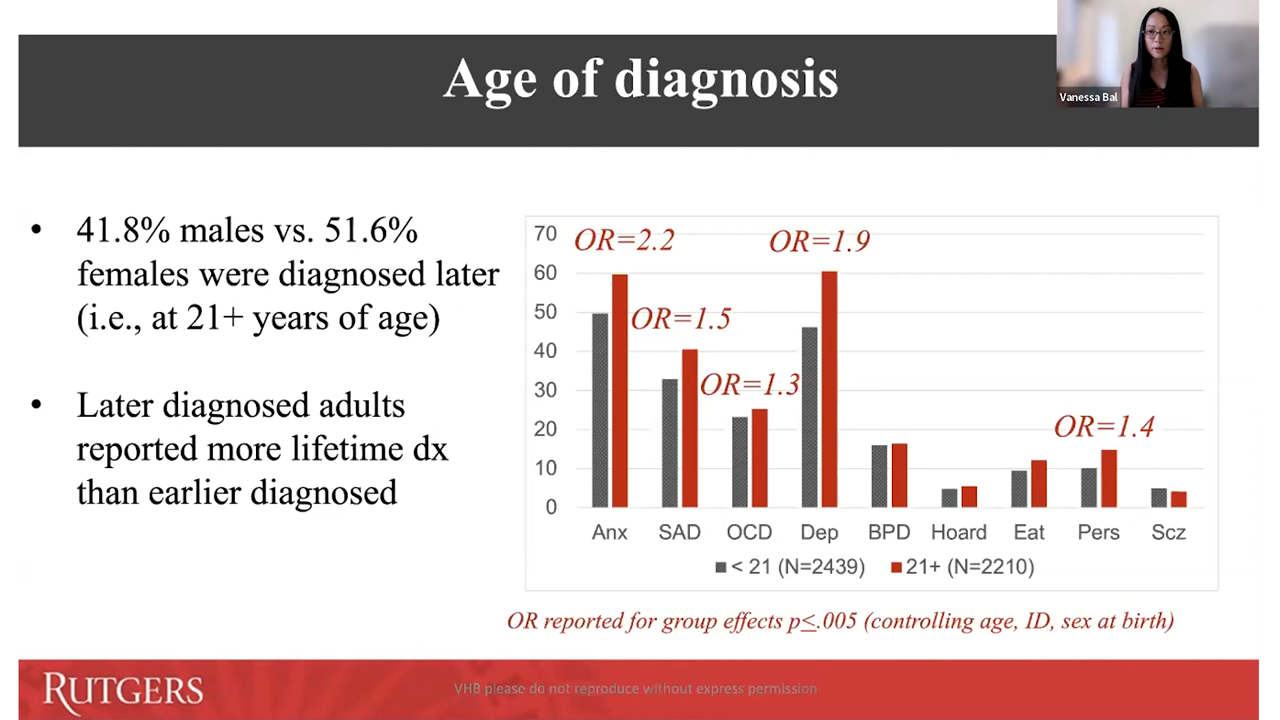 Age of diagnosis
Vanessa Bal
• 41.8% males vs. 51.6%
females were diagnosed later
(i.e., at 21+ years of age)
• Later diagnosed adults
reported more lifetime dx
than earlier diagnosed
70
60
50
40
30
20
10
0
OR=2.2
OR=1.9
OR=1.5
OR=1.3
OR=1.4
Anx SAD OCD Dep BPD Hoard Eat Pers Scz
< 21 (N=2439) 21+ (N=2210)
OR reported for group effects p≤.005 (controlling age, ID, sex at birth)
RUTGERS
VHB please do not reproduce without express permission